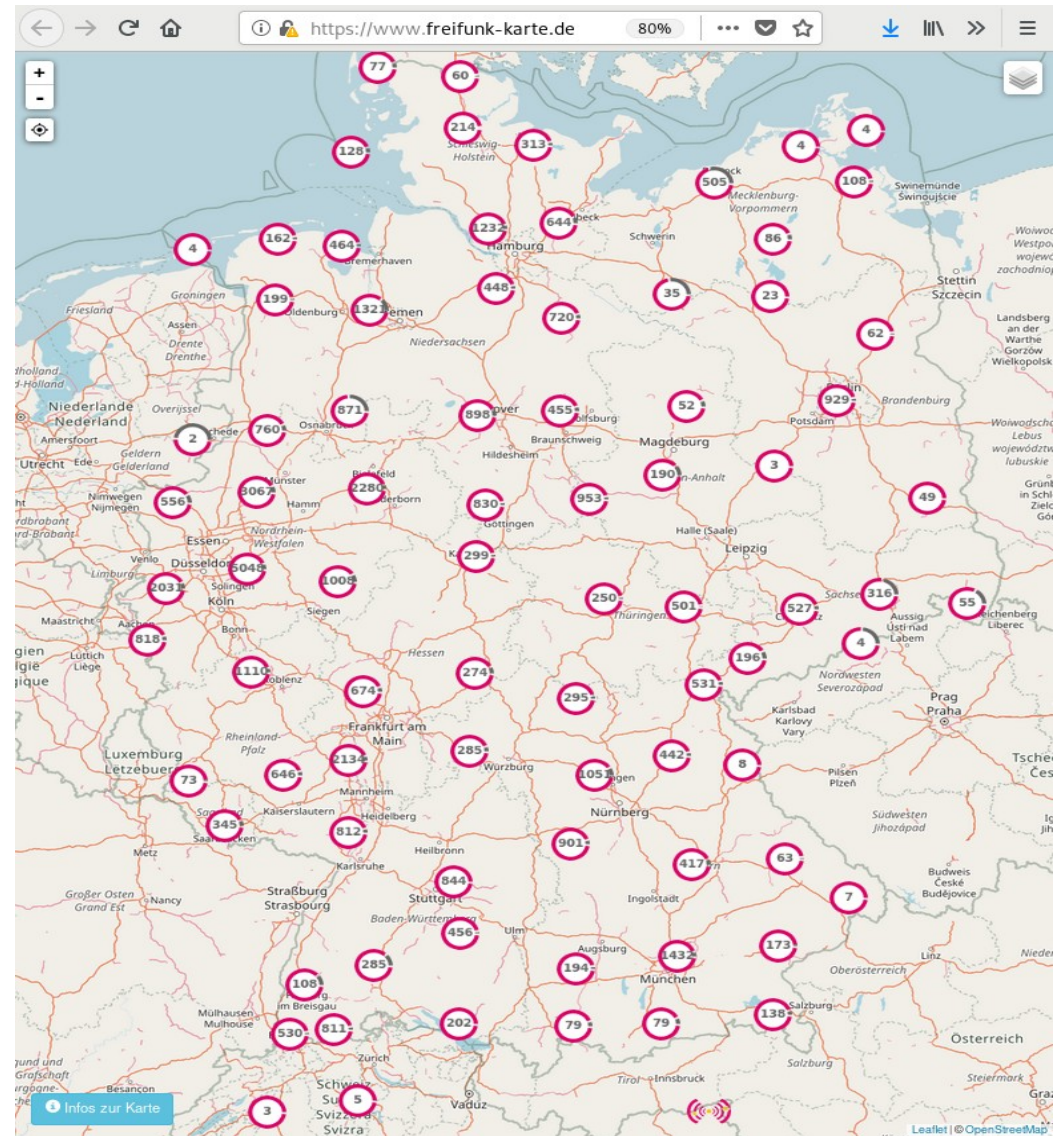 https://www.freifunk-karte.de
80%
+
-
77
60
214
Schleswig-
Holstein
313
128
4
4
505
Mecklenburg-
Vorpommern
108
Swinemünde
Świnoujście
1232
Hamburg
644
Schwerin
86
4
162
464
Bremerhaven
Stettin
Szczecin
Groningen
Friesland
199
Oldenburg
1321
448
720
35
23
62
Landsberg
an der
Warthe
Gorzów
Wielkopolsk
Assen
Drente
Drenthe
Niedersachsen
Niederlande
Nederland
Amersfoort
Utrecht
Ede
Overijssel
2
Geldern
Gelderland
760
871
898
455
Braunschweig
Hildesheim
52
Magdeburg
929
Potsdam
Brandenburg
Nimwegen
Nijmegen
556
3067
Hamm
2280
830
Göttingen
953
190
3
49
Essen
Nordrhein-
Westfalen
Halle (Saale)
Leipzig
Venlo
Limburg
Düsseldorf
5048
Solingen
2031
Köln
1008
Siegen
299
250
Thüringen
501
527
316
55
Reichenberg
Liberec
Aussig
Ústí nad
Labem
Maastricht
818
Lüttich
Liège
Bonn
1110
Hessen
274
295
196
531
4
Nordwesten
Severozápad
Karlsbad
Karlovy
Vary
Prag
Praha
674
Frankfurt am
Main
Rheinland-
Pfalz
Luxemburg
Lëtzebuerg
73
646
2134
Mannheim
285
Würzburg
1051
Nürnberg
442
8
Pilsen
Plzeň
Kaiserslautern
Heidelberg
345
812
Karlsruhe
Heilbronn
901
417
63
Südwesten
Jihozápad
Metz
Großer Osten
Grand Est
Nancy
Straßburg
Strasbourg
844
Stuttgart
Baden-Württemberg
456
Ulm
Ingolstadt
7
Budweis
České
Budějovice
285
108
im Breisgau
Augsburg
194
1432
München
173
Linz
Oberösterreich
Mülhausen
Mulhouse
530
811
202
79
79
138
Salzburg
Österreich
Zürich
Salzburg
Steiermark
Besançon
Tirol
Innsbruck
Vaduz
3
5
Infos zur Karte
Leaflet | © OpenStreetMap